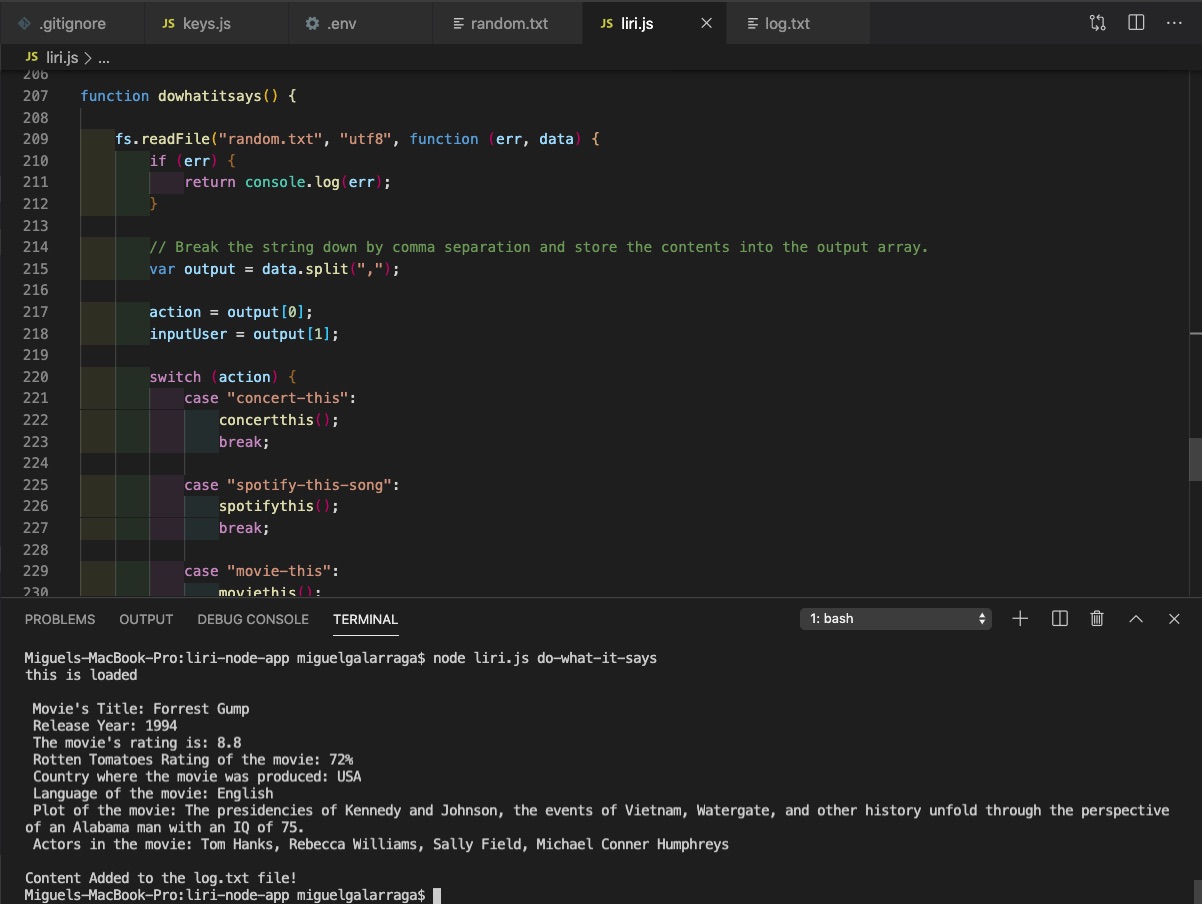 .gitignore JS keys.js .env random.txt JS liri.js × log.txt ...
JS liri.js > ...
206
207 function dowhatitsays() {
208
209 fs.readFile("random.txt", "utf8", function (err, data) {
210 if (err) {
211 return console.log(err);
212 }
213
214 // Break the string down by comma separation and store the contents into the output array.
215 var output = data.split(",");
216
217 action = output[0];
218 inputUser = output[1];
219
220 switch (action) {
221 case "concert-this":
222 concertthis();
223 break;
224
225 case "spotify-this-song":
226 spotifythis();
227 break;
228
229 case "movie-this":
230 moviethis();
PROBLEMS OUTPUT DEBUG CONSOLE TERMINAL 1: bash
Miguels-MacBook-Pro:liri-node-app miguelgalarraga$ node liri.js do-what-it-says
this is loaded
Movie's Title: Forrest Gump
Release Year: 1994
The movie's rating is: 8.8
Rotten Tomatoes Rating of the movie: 72%
Country where the movie was produced: USA
Language of the movie: English
Plot of the movie: The presidencies of Kennedy and Johnson, the events of Vietnam, Watergate, and other history unfold through the perspective
of an Alabama man with an IQ of 75.
Actors in the movie: Tom Hanks, Rebecca Williams, Sally Field, Michael Conner Humphreys
Content Added to the log.txt file!
Miguels-MacBook-Pro:liri-node-app miguelgalarraga$